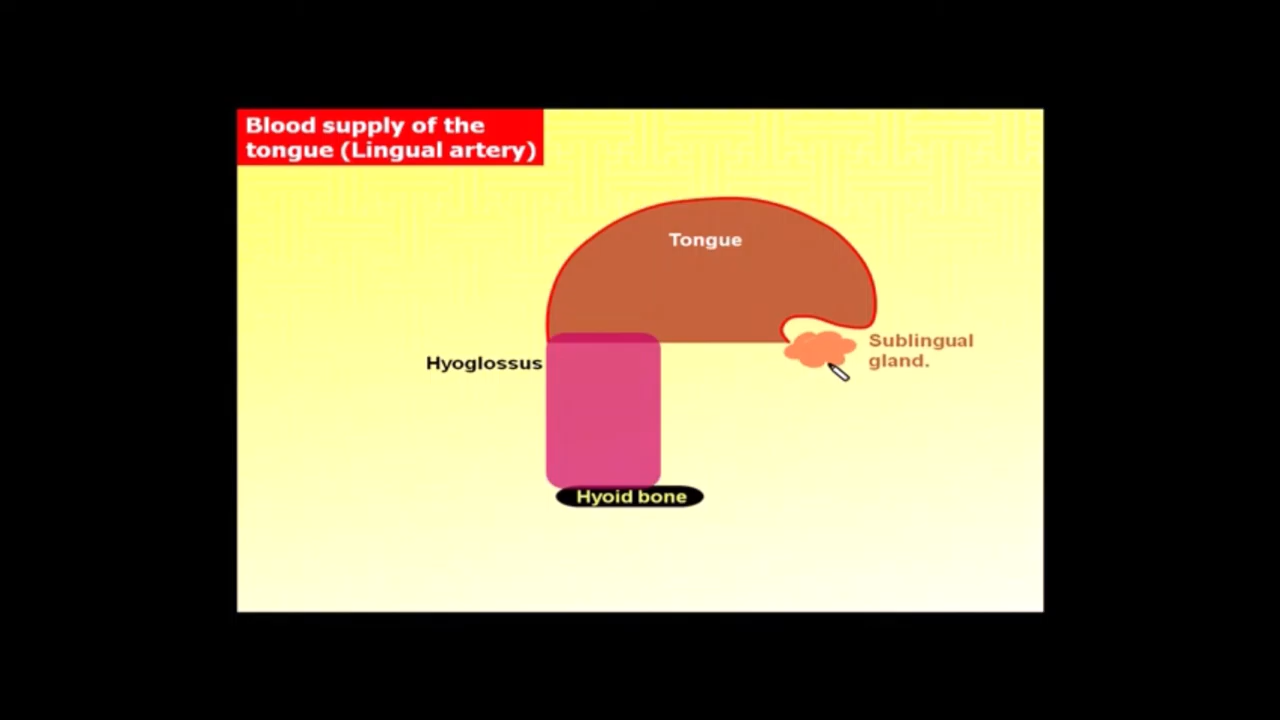 Blood supply of the
tongue (Lingual artery)
Tongue
Sublingual
gland.
Hyoglossus
Hyoid bone